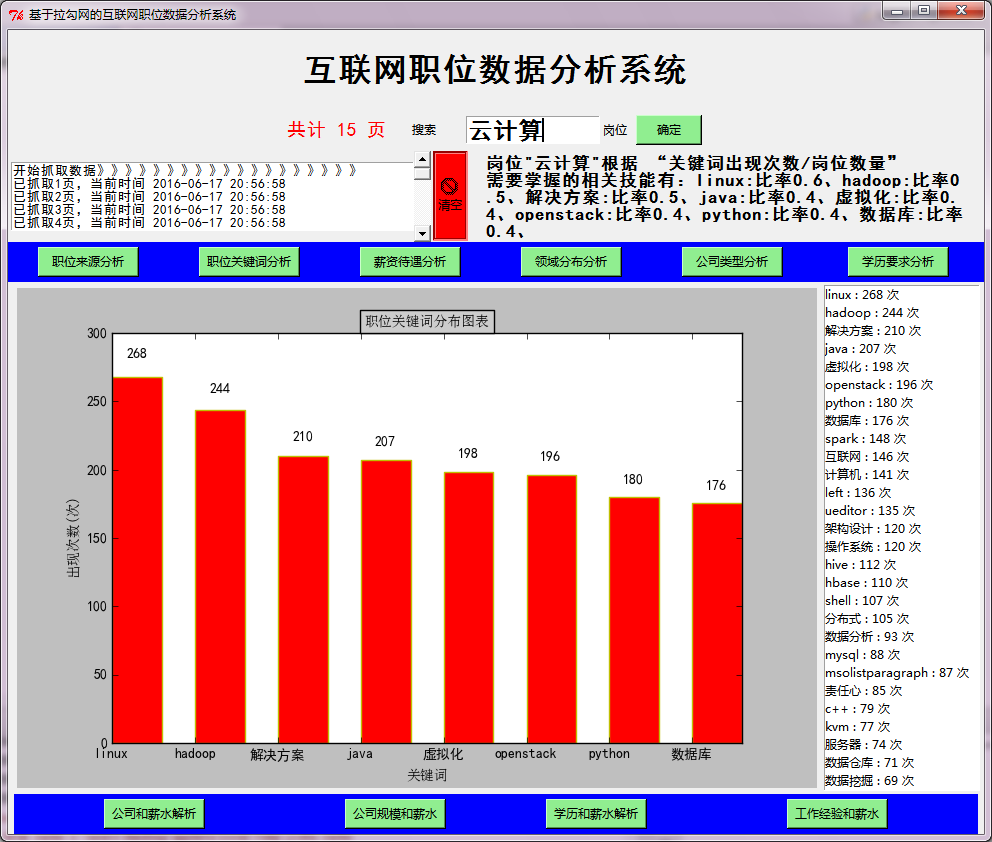 基于拉勾网的互联网职位数据分析系统
互联网职位数据分析系统
共计 15 页 搜索 云计算 岗位 确定
开始抓取数据》》》》》》》》》》》》》》》》》》》
已抓取1页，当前时间 2016-06-17 20:56:58
已抓取2页，当前时间 2016-06-17 20:56:58
已抓取3页，当前时间 2016-06-17 20:56:58
已抓取4页，当前时间 2016-06-17 20:56:58
清空
岗位"云计算"根据 “关键词出现次数/岗位数量”
需要掌握的相关技能有：linux:比率0.6、hadoop:比率0
.5、解决方案:比率0.5、java:比率0.4、虚拟化:比率0.
4、openstack:比率0.4、python:比率0.4、数据库:比率
0.4、
职位来源分析 职位关键词分析 薪资待遇分析 领域分布分析 公司类型分析 学历要求分析
职位关键词分布图表
300
250
200
150
100
50
0
出现次数(次)
268 244 210 207 198 196 180 176
linux hadoop 解决方案 java 虚拟化 openstack python 数据库
关键词
linux : 268 次
hadoop : 244 次
解决方案 : 210 次
java : 207 次
虚拟化 : 198 次
openstack : 196 次
python : 180 次
数据库 : 176 次
spark : 148 次
互联网 : 146 次
计算机 : 141 次
left : 136 次
ueditor : 135 次
架构设计 : 120 次
操作系统 : 120 次
hive : 112 次
hbase : 110 次
shell : 107 次
分布式 : 105 次
数据分析 : 93 次
mysql : 88 次
msolistparagraph : 87 次
责任心 : 85 次
c++ : 79 次
kvm : 77 次
服务器 : 74 次
数据仓库 : 71 次
数据挖掘 : 69 次
公司和薪水解析 公司规模和薪水 学历和薪水解析 工作经验和薪水